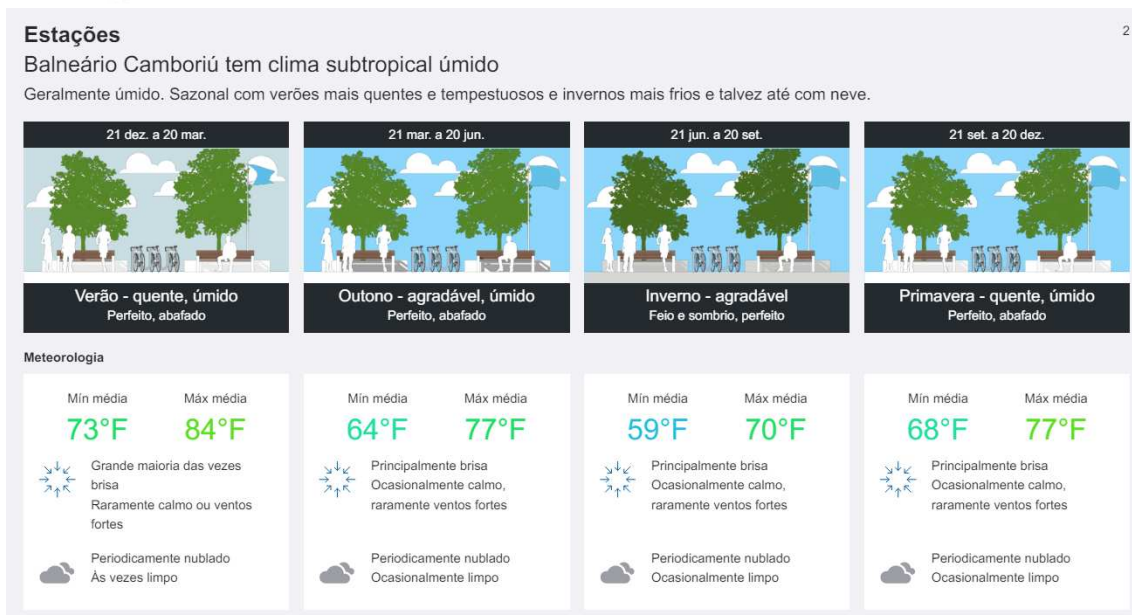 Estações
2
Balneário Camboriú tem clima subtropical úmido
Geralmente úmido. Sazonal com verões mais quentes e tempestuosos e invernos mais frios e talvez até com neve.
21 dez. a 20 mar.
Verão - quente, úmido
Perfeito, abafado
21 mar. a 20 jun.
Outono - agradável, úmido
Perfeito, abafado
21 jun. a 20 set.
Inverno - agradável
Feio e sombrio, perfeito
21 set. a 20 dez.
Primavera - quente, úmido
Perfeito, abafado
Meteorologia
Mín média Máx média
73°F 84°F
Grande maioria das vezes
brisa
Raramente calmo ou ventos
fortes
Periodicamente nublado
Às vezes limpo
Mín média Máx média
64°F 77°F
Principalmente brisa
Ocasionalmente calmo,
raramente ventos fortes
Periodicamente nublado
Ocasionalmente limpo
Mín média Máx média
59°F 70°F
Principalmente brisa
Ocasionalmente calmo,
raramente ventos fortes
Periodicamente nublado
Ocasionalmente limpo
Mín média Máx média
68°F 77°F
Principalmente brisa
Ocasionalmente calmo,
raramente ventos fortes
Periodicamente nublado
Ocasionalmente limpo